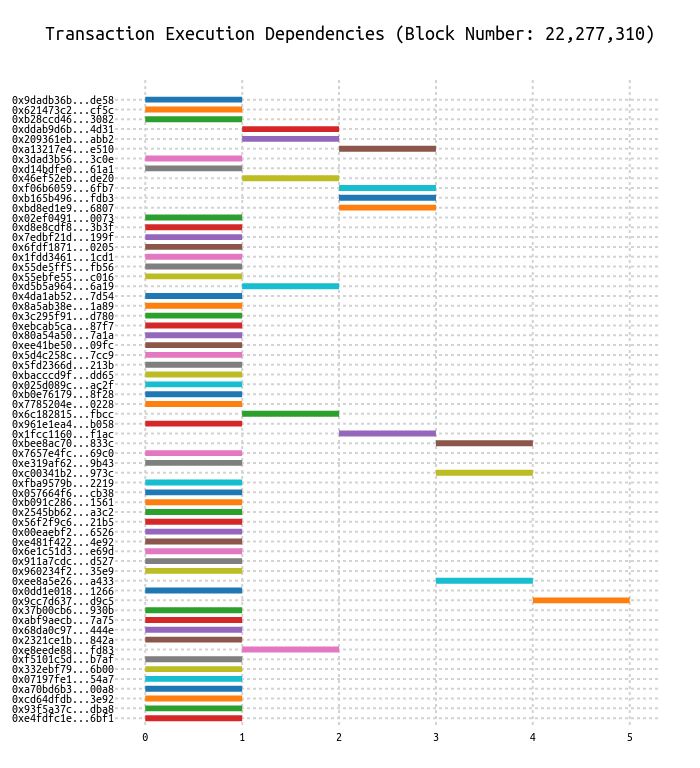 Transaction Execution Dependencies (Block Number: 22,277,310)
0x9dadb36b...de58
0x621473c2...cf5c
0xb28ccd46...3082
0xddab9d6b...4d31
0x209361eb...abb2
0xa13217e4...e510
0x3dad3b56...3c0e
0xd14bdfe0...61a1
0x46ef52eb...de20
0xf06b6059...6fb7
0xb165b496...fdb3
0xbd8ed1e9...6807
0x02ef0491...0073
0xd8e8cdf8...3b3f
0x7edbf21d...199f
0x6fdf1871...0205
0x1fdd3461...1cd1
0x55de5ff5...fb56
0x55ebfe55...c016
0xd5b5a964...6a19
0x4da1ab52...7d54
0x8a5ab38e...1a89
0x3c295f91...d780
0xebcab5ca...87f7
0x80a54a50...7a1a
0xee41be50...09fc
0x5d4c258c...7cc9
0x5fd2366d...213b
0xbacccd9f...dd65
0x025d089c...ac2f
0xb0e76179...8f28
0x7785204e...0228
0x6c182815...fbcc
0x961e1ea4...b058
0x1fcc1160...f1ac
0xbee8ac70...833c
0x7657e4fc...69c0
0xe319af62...9b43
0xc00341b2...973c
0xfba9579b...2219
0x057664f6...cb38
0xb091c286...1561
0x2545bb62...a3c2
0x56f2f9c6...21b5
0x00eaebf2...6526
0xe481f422...4e92
0x6e1c51d3...e69d
0x911a7cdc...d527
0x960234f2...35e9
0xee8a5e26...a433
0x0dd1e018...1266
0x9cc7d637...d9c5
0x37b00cb6...930b
0xabf9aecb...7a75
0x68da0c97...444e
0x2321ce1b...842a
0xe8eede88...fd83
0xf5101c5d...b7af
0x332ebf79...6b00
0x07197fe1...54a7
0xa70bd6b3...00a8
0xcd64dfdb...3e92
0x93f5a37c...dba8
0xe4fdfc1e...6bf1
0 1 2 3 4 5